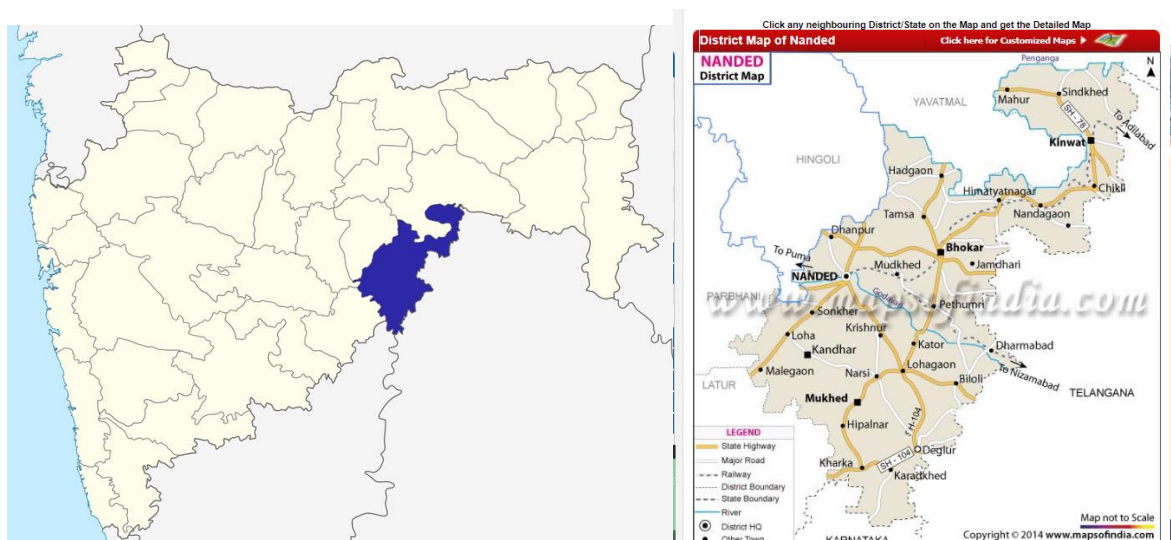 Click any neighbouring District/State on the Map and get the Detailed Map
District Map of Nanded
Click here for Customized Maps
NANDED
District Map
Penganga
N
YAVATMAL
Mahur
Sindkhed
SH - 78
To Adilabad
Kinwat
HINGOLI
Hadgaon
Himatyatnagar
Chikli
Tamsa
Nandagaon
Dhanpur
Bhokar
To Purna
Mudkhed
Jamdhari
NANDED
PARBHANI
Godavari
www.mapsofindia.com
Pethumri
Sonkher
Krishnur
Loha
Kator
Dharmabad
Kandhar
Lohagaon
To Nizamabad
Malegaon
Narsi
Biloli
LATUR
TELANGANA
Mukhed
LEGEND
Hipalnar
State Highway
Major Road
Deglur
Railway
Kharka
SH - 104
Karadkhed
District Boundary
State Boundary
River
Map not to Scale
District HQ
Other Town
KARNATAKA
Copyright © 2014 www.mapsofindia.com